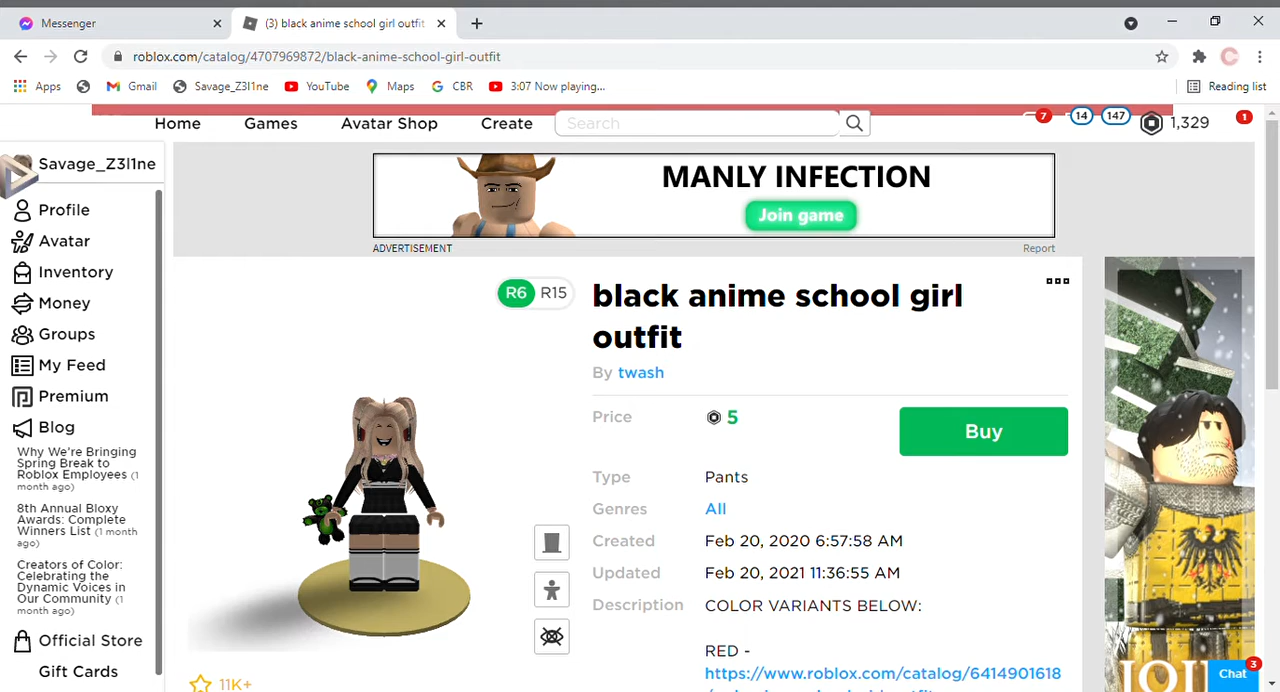 Messenger
(3) black anime school girl outfit
roblox.com/catalog/4707969872/black-anime-school-girl-outfit
Apps Gmail Savage_Z3l1ne YouTube Maps CBR 3:07 Now playing... Reading list
Home Games Avatar Shop Create Search 7 14 147 1,329 1
Savage_Z3l1ne
Profile
Avatar
Inventory
Money
Groups
My Feed
Premium
Blog
Why We're Bringing
Spring Break to
Roblox Employees (1
month ago)
8th Annual Bloxy
Awards: Complete
Winners List (1 month
ago)
Creators of Color:
Celebrating the
Dynamic Voices in
Our Community (1
month ago)
Official Store
Gift Cards
MANLY INFECTION
Join game
ADVERTISEMENT Report
R6 R15
black anime school girl
outfit
By twash
Price 5
Buy
Type Pants
Genres All
Created Feb 20, 2020 6:57:58 AM
Updated Feb 20, 2021 11:36:55 AM
Description COLOR VARIANTS BELOW:
RED -
https://www.roblox.com/catalog/6414901618
11K+
Chat 3